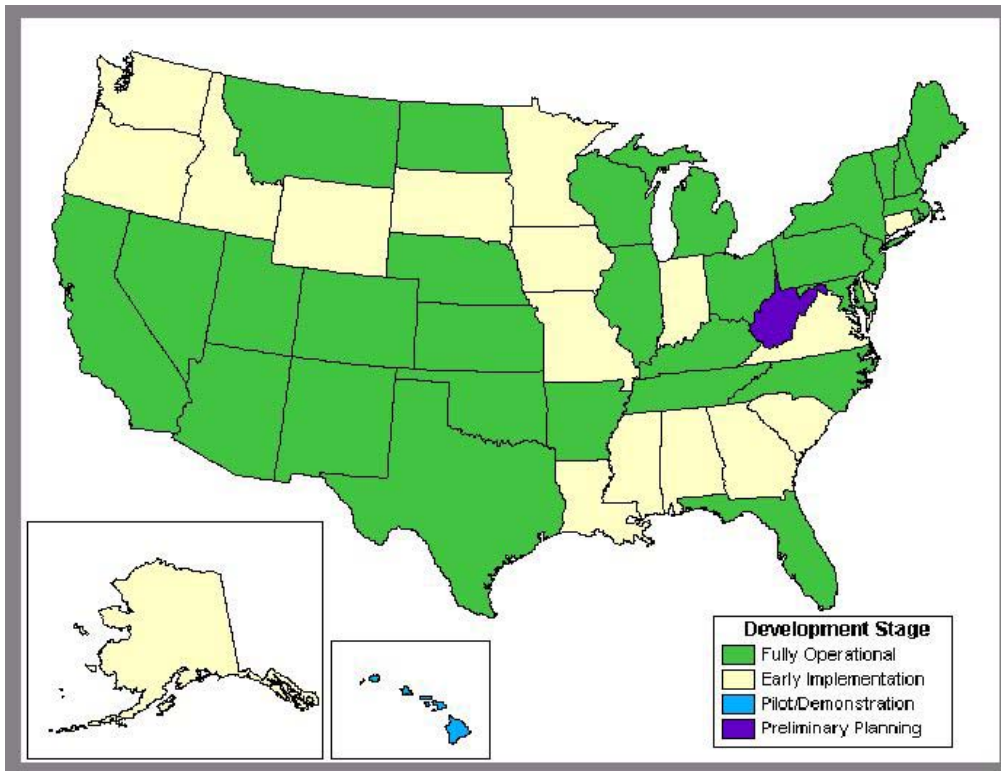 Development Stage
Fully Operational
Early Implementation
Pilot/Demonstration
Preliminary Planning